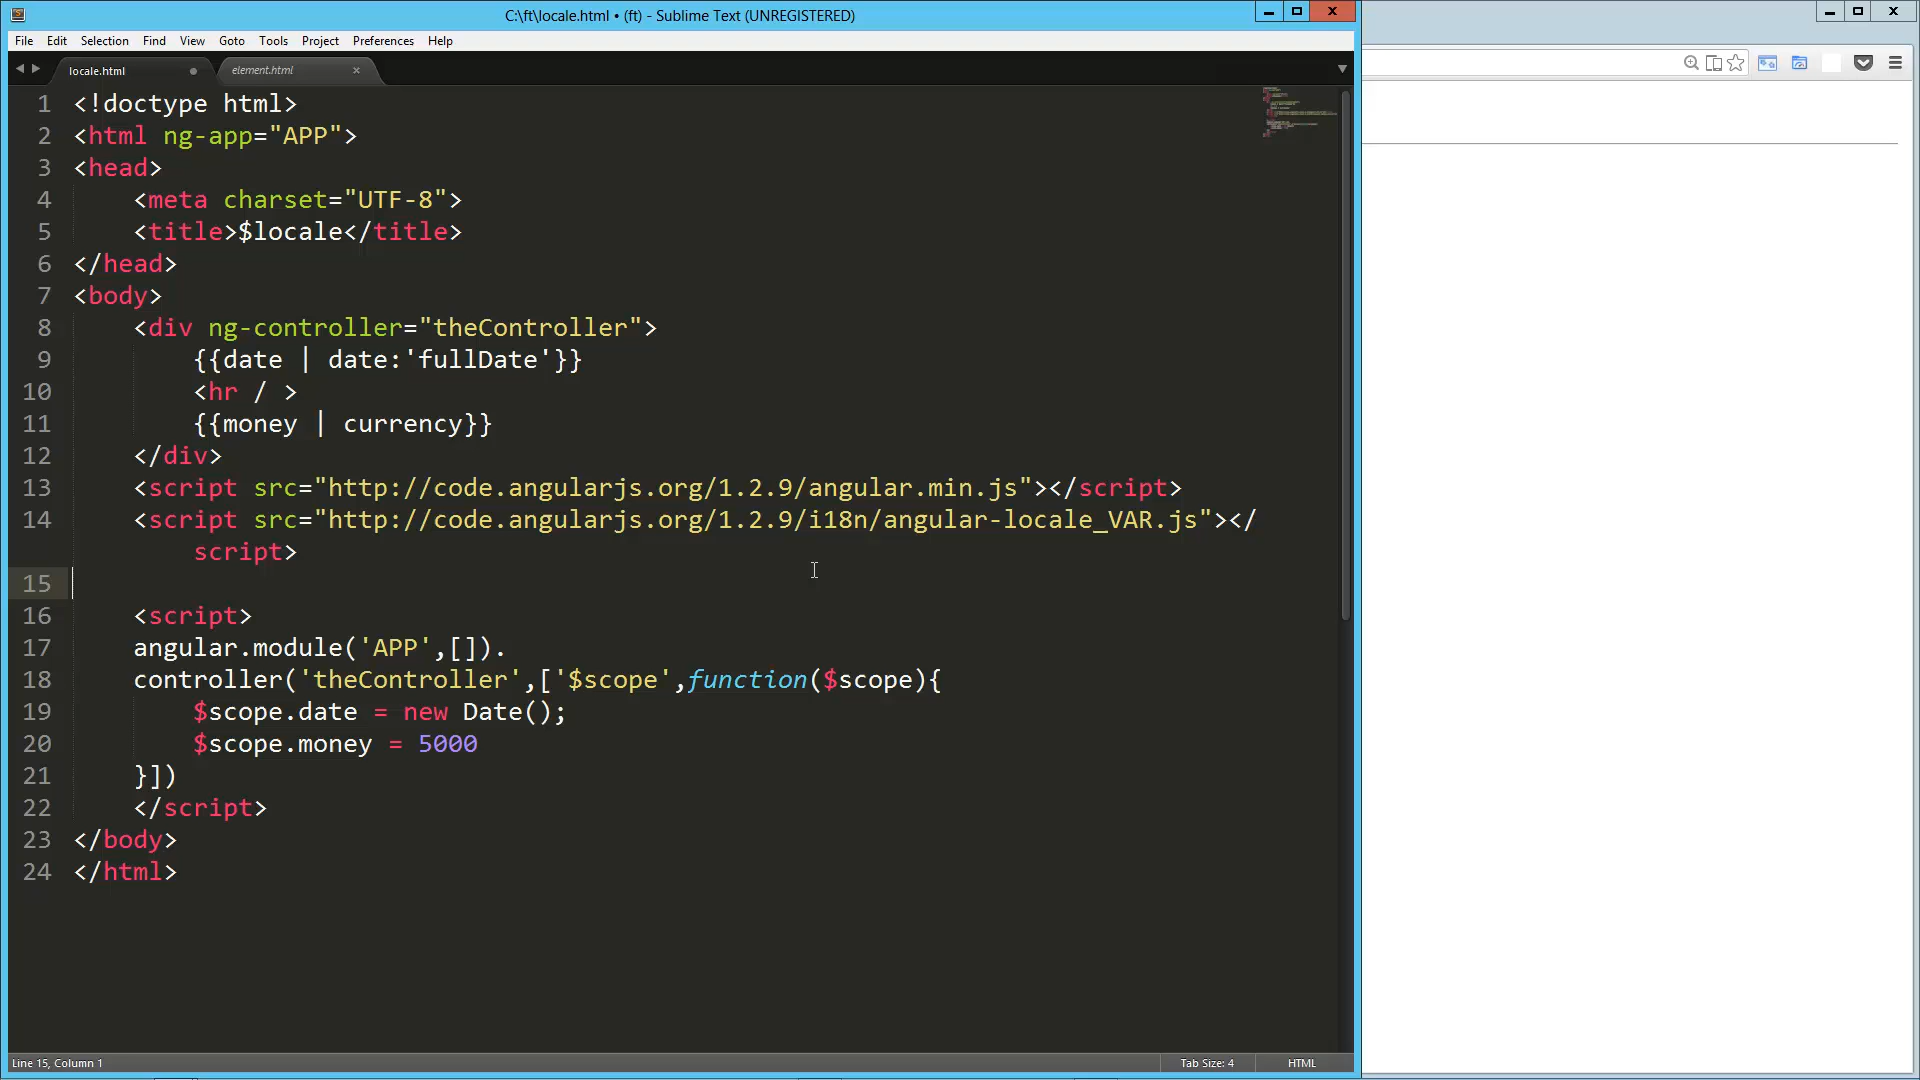 C:\ft\locale.html • (ft) - Sublime Text (UNREGISTERED)
File Edit Selection Find View Goto Tools Project Preferences Help
locale.html element.html
1 <!doctype html>
2 <html ng-app="APP">
3 <head>
4 <meta charset="UTF-8">
5 <title>$locale</title>
6 </head>
7 <body>
8 <div ng-controller="theController">
9 {{date | date:'fullDate'}}
10 <hr / >
11 {{money | currency}}
12 </div>
13 <script src="http://code.angularjs.org/1.2.9/angular.min.js"></script>
14 <script src="http://code.angularjs.org/1.2.9/i18n/angular-locale_VAR.js"></
script>
15
16 <script>
17 angular.module('APP',[]).
18 controller('theController',['$scope',function($scope){
19 $scope.date = new Date();
20 $scope.money = 5000
21 }])
22 </script>
23 </body>
24 </html>
Line 15, Column 1 Tab Size: 4 HTML